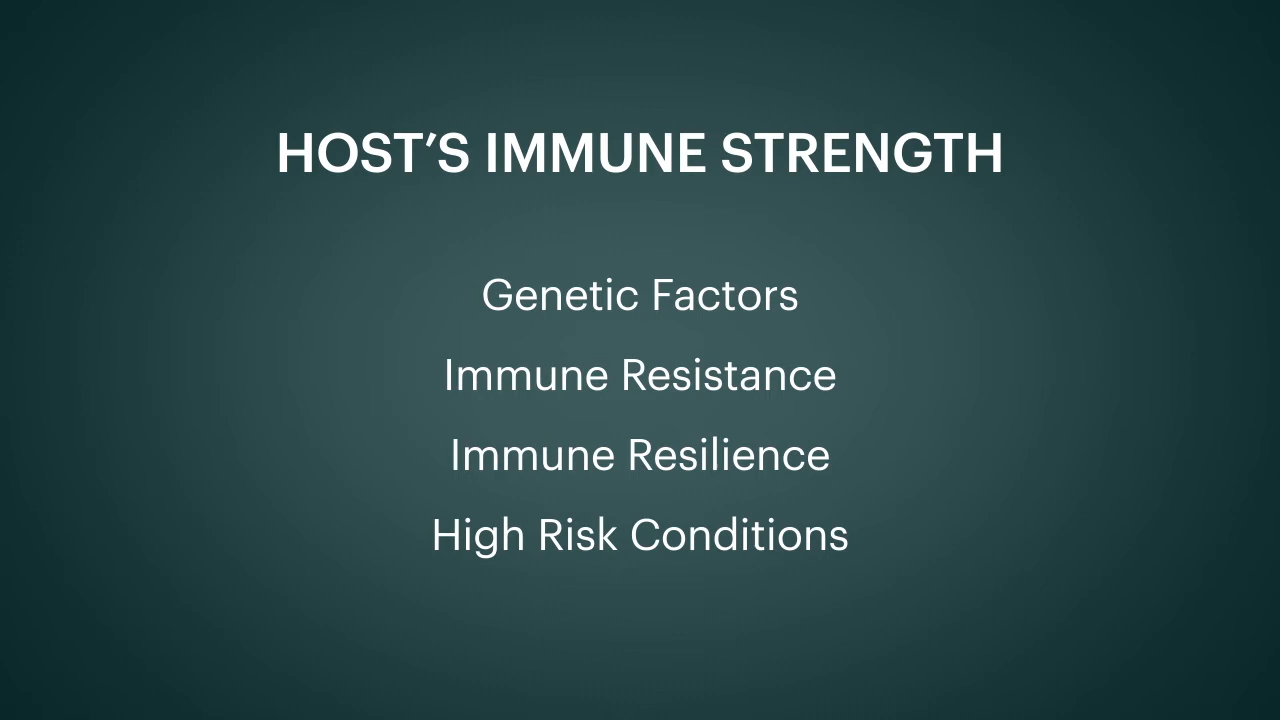 HOST’S IMMUNE STRENGTH
Genetic Factors
Immune Resistance
Immune Resilience
High Risk Conditions